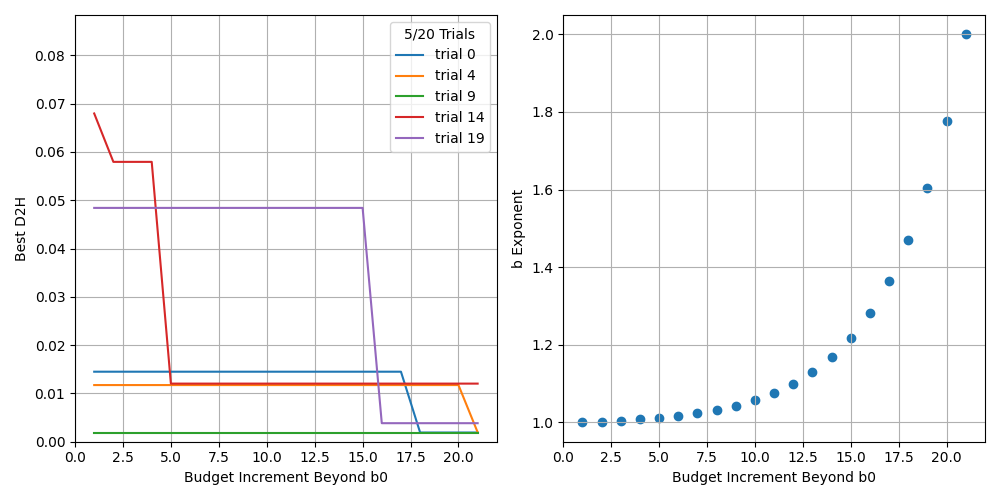 5/20 Trials
trial 0
trial 4
trial 9
trial 14
trial 19
Best D2H
0.08
0.07
0.06
0.05
0.04
0.03
0.02
0.01
0.00
0.0 2.5 5.0 7.5 10.0 12.5 15.0 17.5 20.0
Budget Increment Beyond b0
b Exponent
2.0
1.8
1.6
1.4
1.2
1.0
0.0 2.5 5.0 7.5 10.0 12.5 15.0 17.5 20.0
Budget Increment Beyond b0